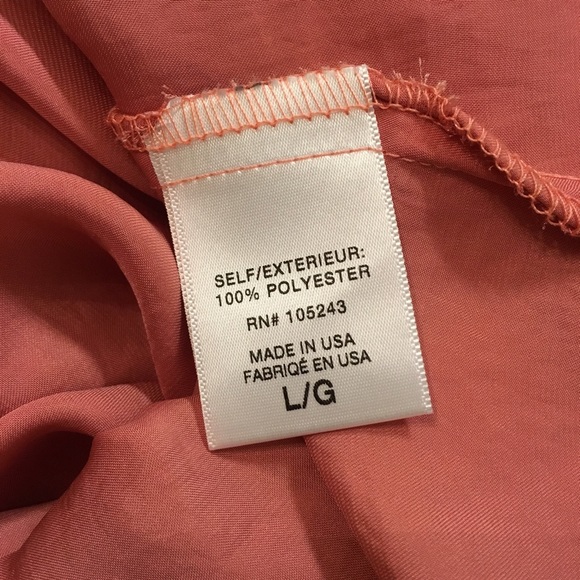 SELF/EXTERIEUR:
100% POLYESTER
RN# 105243
MADE IN USA
FABRIQÉ EN USA
L/G